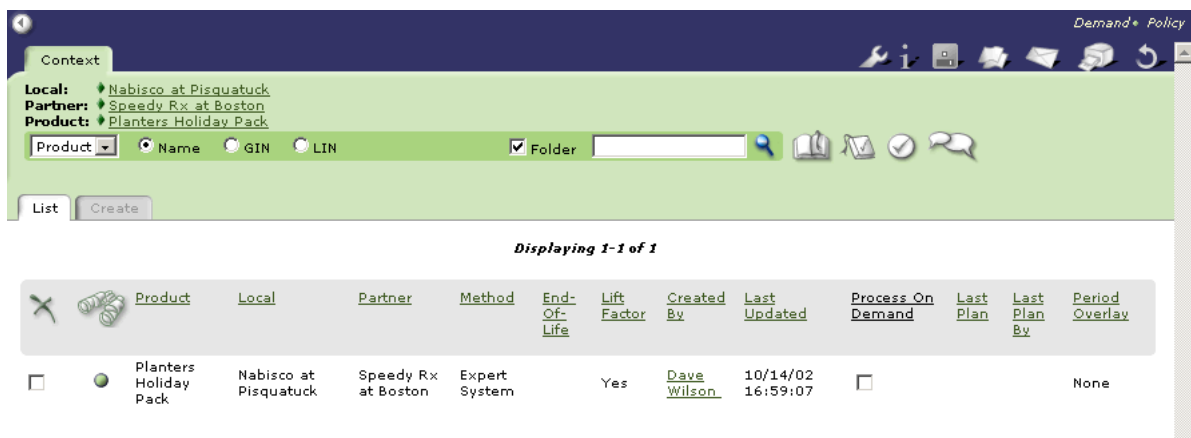 Demand • Policy
Context
Local: Nabisco at Pisquatuck
Partner: Speedy Rx at Boston
Product: Planters Holiday Pack
Product Name GIN LIN Folder
List Create
Displaying 1-1 of 1
Product Local Partner Method End-Of-Life Lift Factor Created By Last Updated Process On Demand Last Plan Last Plan By Period Overlay
Planters Holiday Pack Nabisco at Pisquatuck Speedy Rx at Boston Expert System Yes Dave Wilson 10/14/02 16:59:07 None